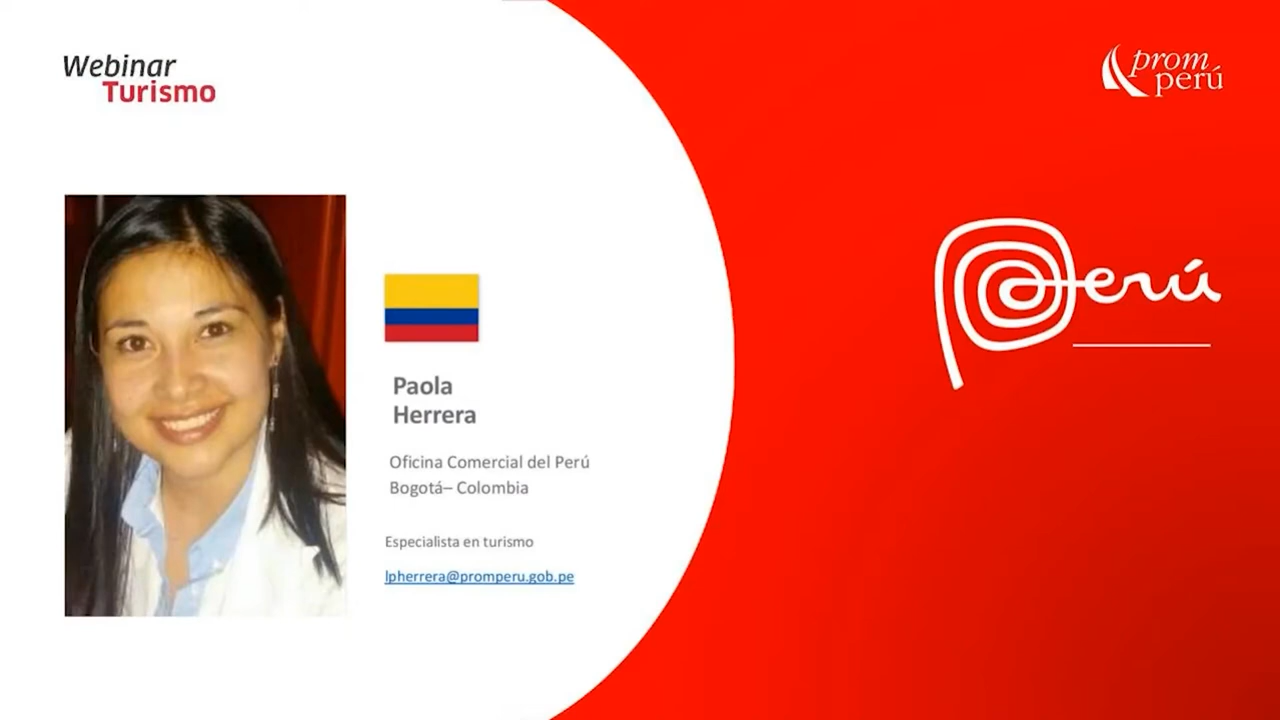 Webinar
Turismo
prom
perú
Perú
Paola
Herrera
Oficina Comercial del Perú
Bogotá– Colombia
Especialista en turismo
lpherrera@promperu.gob.pe